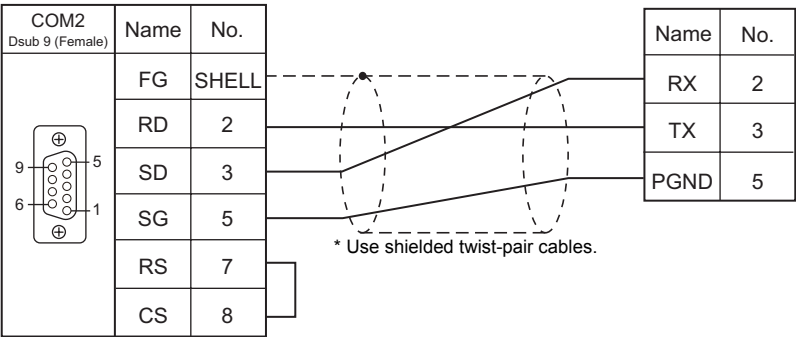 COM2
Dsub 9 (Female)
Name No.
Name No.
FG SHELL
RX 2
RD 2
TX 3
9 5
SD 3
PGND 5
6 1
SG 5
* Use shielded twist-pair cables.
RS 7
CS 8